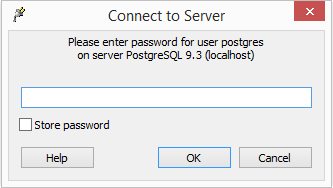 Connect to Server
Please enter password for user postgres
on server PostgreSQL 9.3 (localhost)
Store password
Help
OK
Cancel